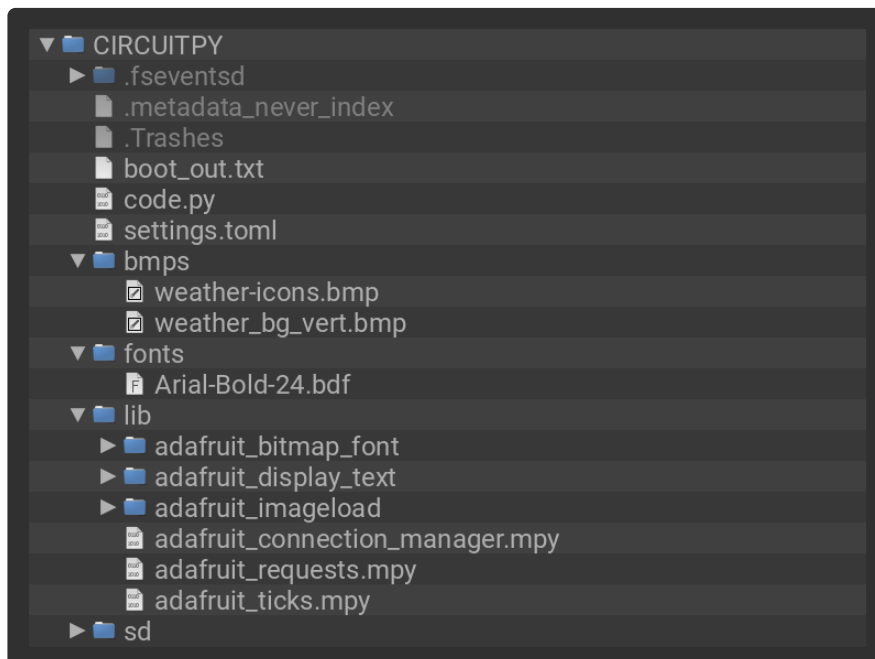 CIRCUITPY
.fseventsd
.metadata_never_index
.Trashes
boot_out.txt
code.py
settings.toml
bmps
weather-icons.bmp
weather_bg_vert.bmp
fonts
Arial-Bold-24.bdf
lib
adafruit_bitmap_font
adafruit_display_text
adafruit_imageload
adafruit_connection_manager.mpy
adafruit_requests.mpy
adafruit_ticks.mpy
sd